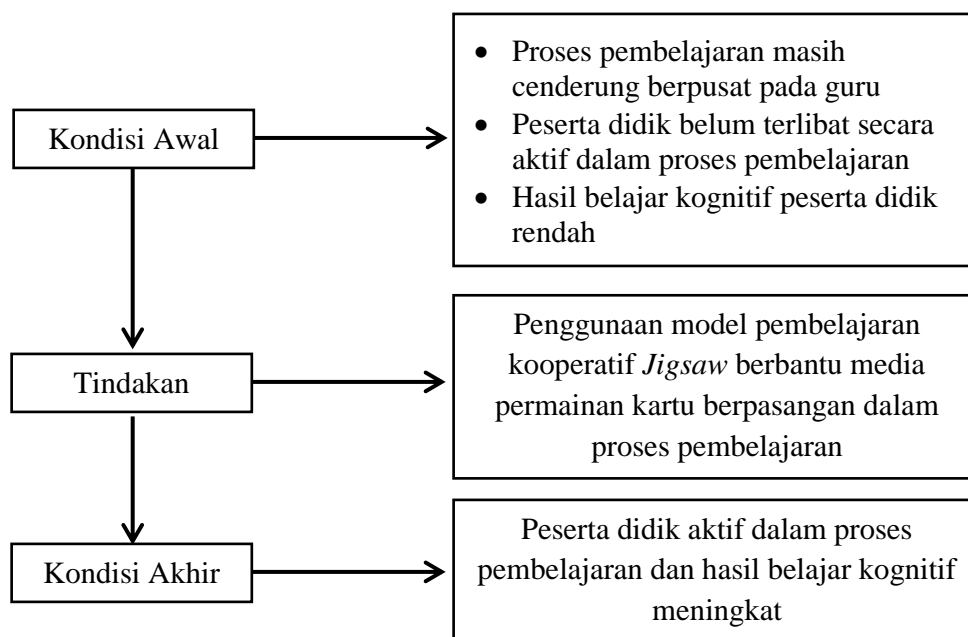 Kondisi Awal
• Proses pembelajaran masih
cenderung berpusat pada guru
• Peserta didik belum terlibat secara
aktif dalam proses pembelajaran
• Hasil belajar kognitif peserta didik
rendah
Tindakan
Penggunaan model pembelajaran
kooperatif Jigsaw berbantu media
permainan kartu berpasangan dalam
proses pembelajaran
Kondisi Akhir
Peserta didik aktif dalam proses
pembelajaran dan hasil belajar kognitif
meningkat